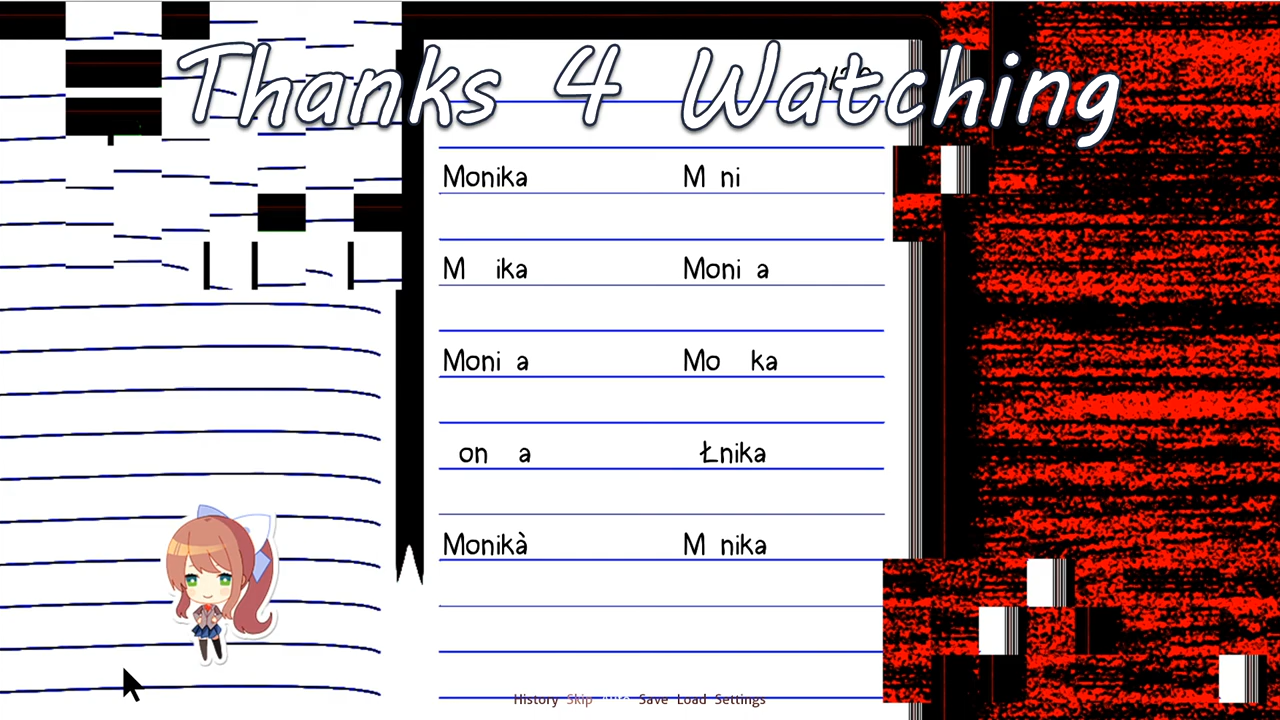 Thanks 4 Watching
Monika M ni
M ika Moni a
Moni a Mo ka
on a Łnika
Monikà M nika
History Skip Auto Save Load Settings